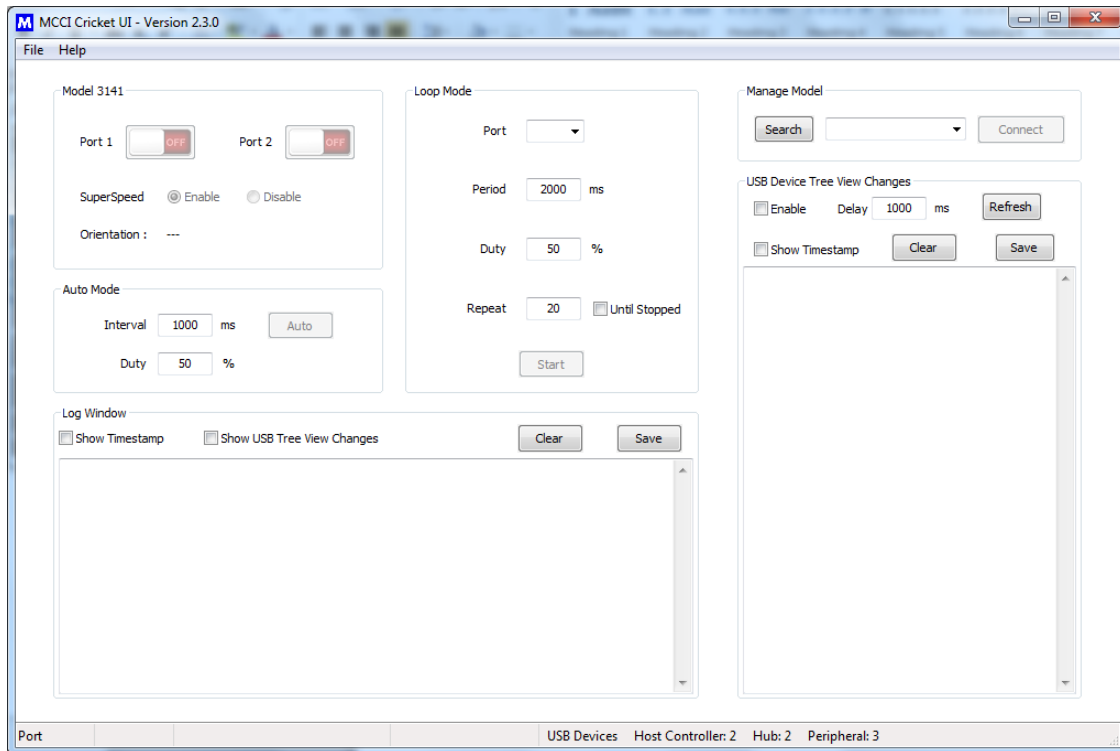 MCCI Cricket UI - Version 2.3.0
File Help
Model 3141
Port 1 OFF Port 2 OFF
SuperSpeed Enable Disable
Orientation : ---
Auto Mode
Interval 1000 ms Auto
Duty 50 %
Loop Mode
Port
Period 2000 ms
Duty 50 %
Repeat 20 Until Stopped
Start
Manage Model
Search Connect
USB Device Tree View Changes
Enable Delay 1000 ms Refresh
Show Timestamp Clear Save
Log Window
Show Timestamp Show USB Tree View Changes Clear Save
Port USB Devices Host Controller: 2 Hub: 2 Peripheral: 3